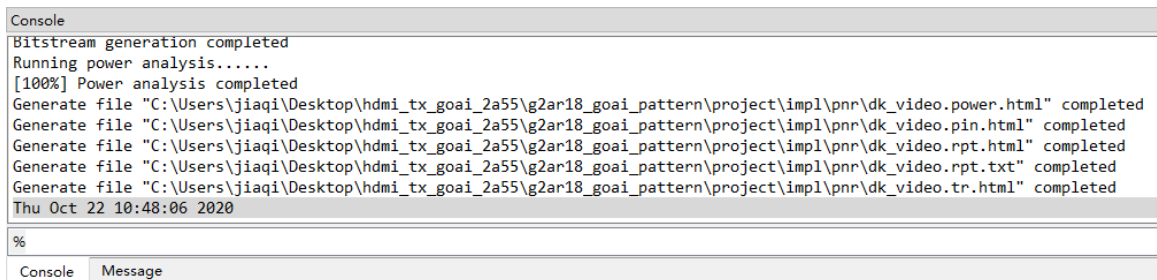 Console
Bitstream generation completed
Running power analysis......
[100%] Power analysis completed
Generate file "C:\Users\jiaqi\Desktop\hdmi_tx_goai_2a55\g2ar18_goai_pattern\project\impl\pnr\dk_video.power.html" completed
Generate file "C:\Users\jiaqi\Desktop\hdmi_tx_goai_2a55\g2ar18_goai_pattern\project\impl\pnr\dk_video.pin.html" completed
Generate file "C:\Users\jiaqi\Desktop\hdmi_tx_goai_2a55\g2ar18_goai_pattern\project\impl\pnr\dk_video.rpt.html" completed
Generate file "C:\Users\jiaqi\Desktop\hdmi_tx_goai_2a55\g2ar18_goai_pattern\project\impl\pnr\dk_video.rpt.txt" completed
Generate file "C:\Users\jiaqi\Desktop\hdmi_tx_goai_2a55\g2ar18_goai_pattern\project\impl\pnr\dk_video.tr.html" completed
Thu Oct 22 10:48:06 2020
%
Console Message